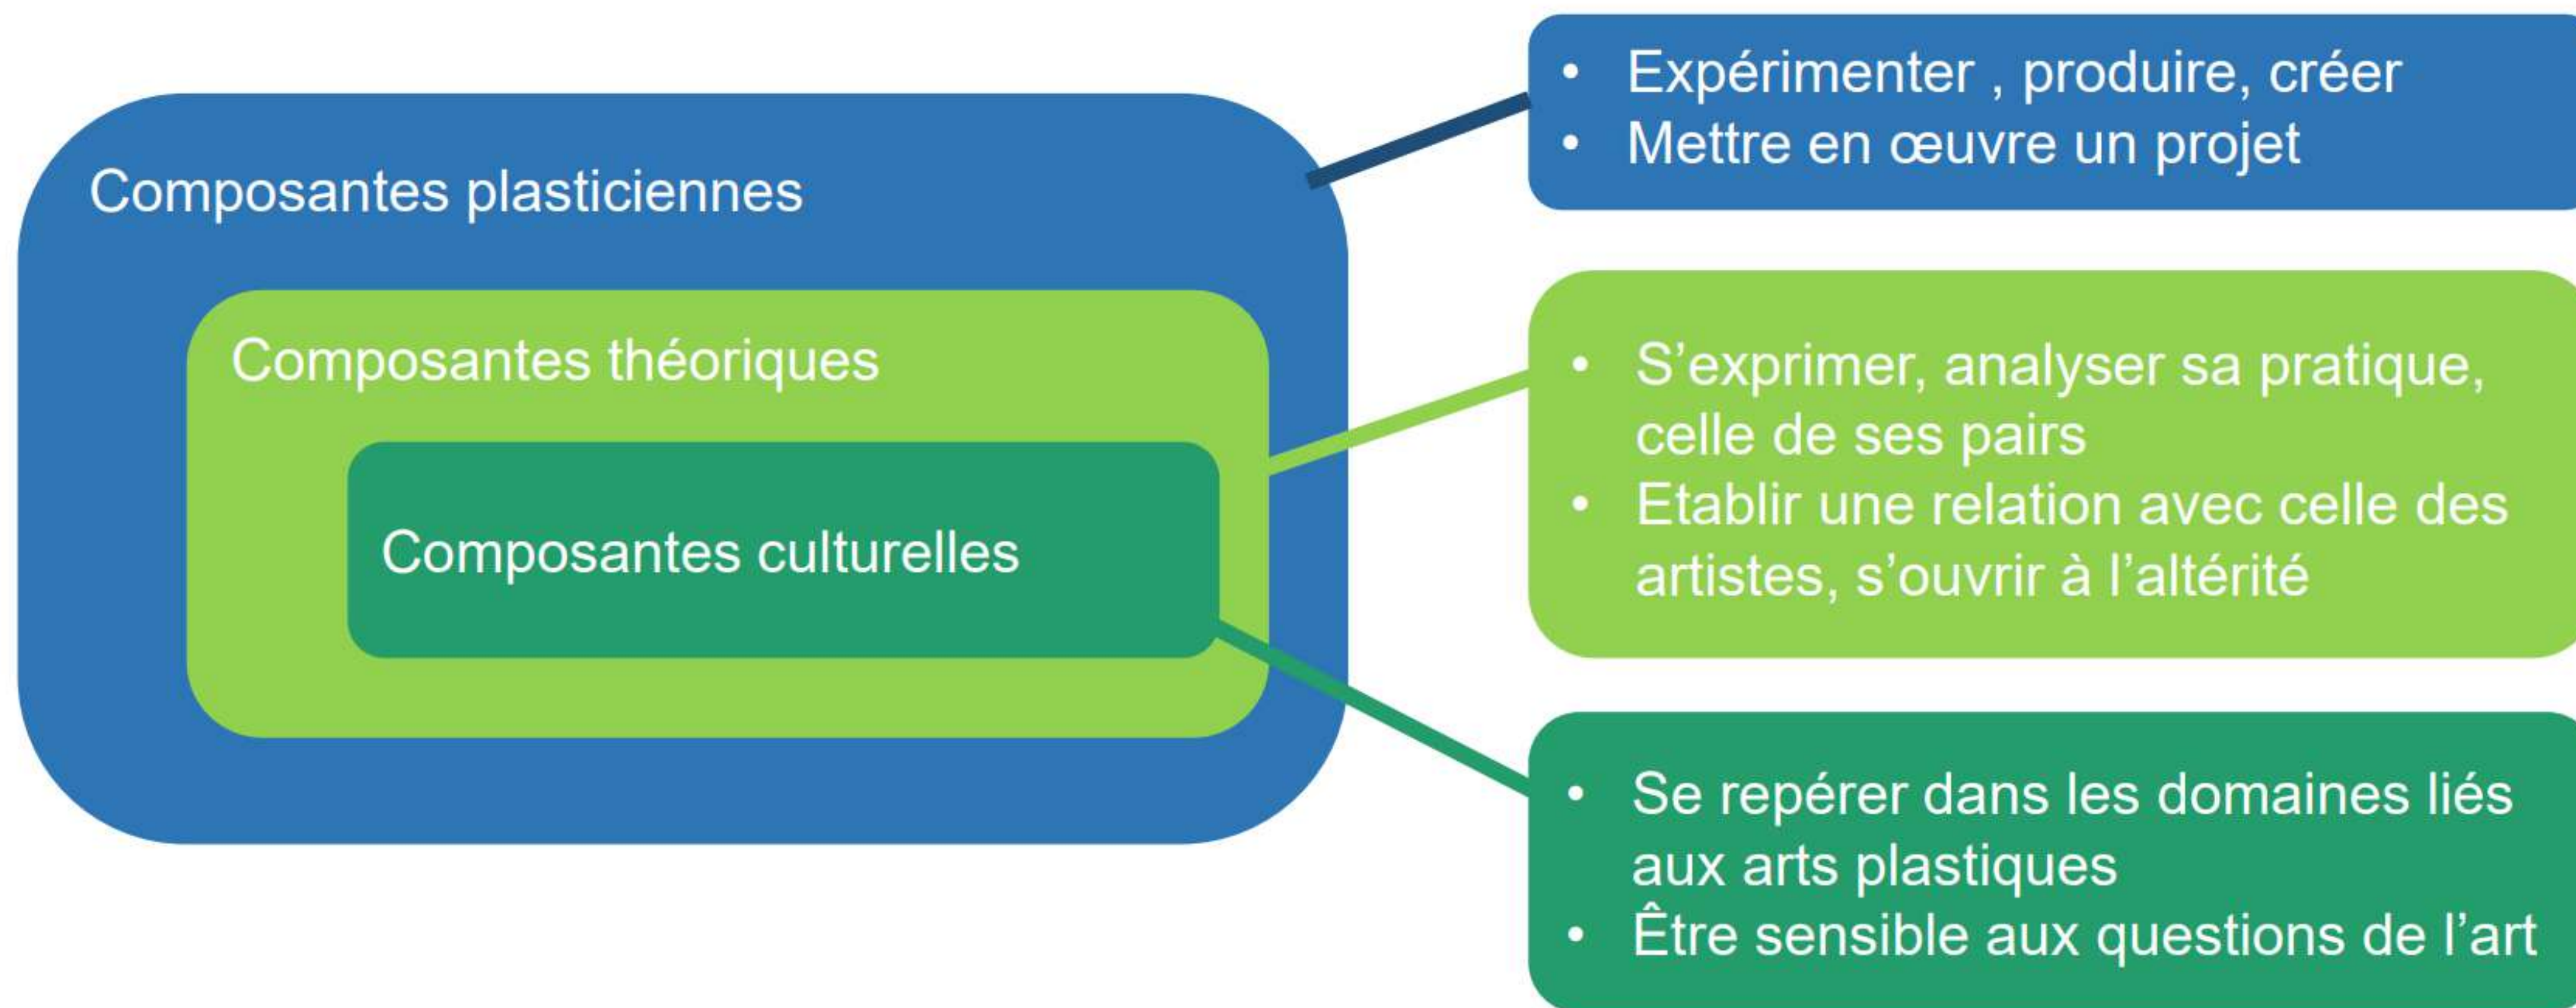 Composantes plasticiennes
Composantes théoriques
Composantes culturelles
• Expérimenter , produire, créer
• Mettre en œuvre un projet
• S’exprimer, analyser sa pratique,
celle de ses pairs
• Etablir une relation avec celle des
artistes, s’ouvrir à l’altérité
• Se repérer dans les domaines liés
aux arts plastiques
• Être sensible aux questions de l’art